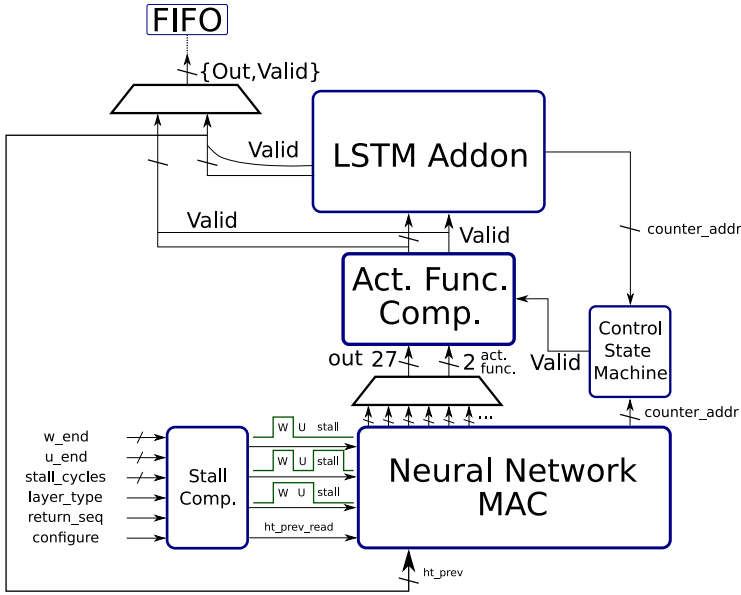 FIFO
{Out,Valid}
Valid
LSTM Addon
Valid
Valid
counter_addr
Act. Func.
Comp.
Control
State
Machine
Valid
out 27
2 act.
func.
...
counter_addr
w_end
u_end
stall_cycles
layer_type
return_seq
configure
Stall
Comp.
W U stall
W U stall
W U stall
ht_prev_read
Neural Network
MAC
ht_prev